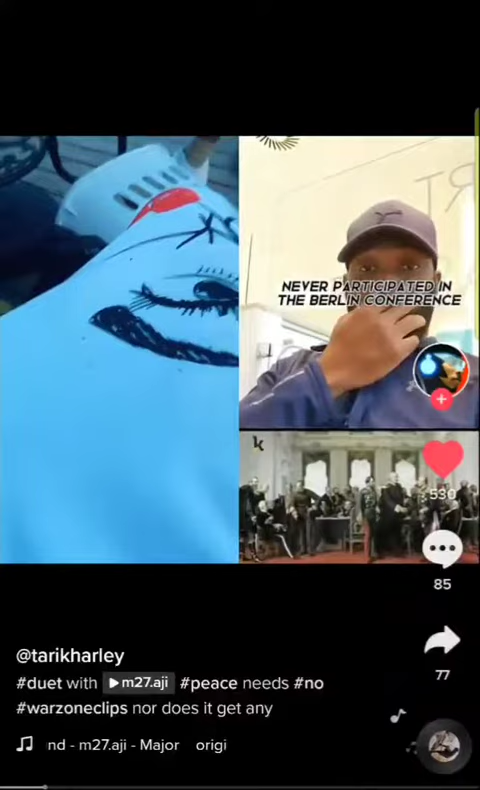 NEVER PARTICIPATED IN
THE BERLIN CONFERENCE
k
530
85
77
@tarikharley
#duet with m27.aji #peace needs #no
#warzoneclips nor does it get any
nd - m27.aji - Major origi